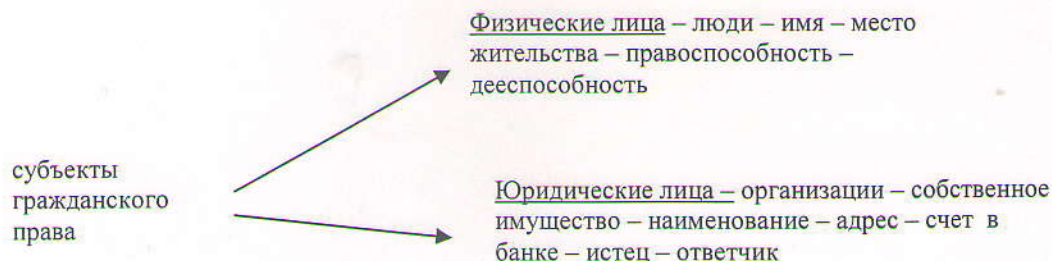 Физические лица – люди – имя – место
жительства – правоспособность –
дееспособность
субъекты
гражданского
права
Юридические лица – организации – собственное
имущество – наименование – адрес – счет в
банке – истец – ответчик